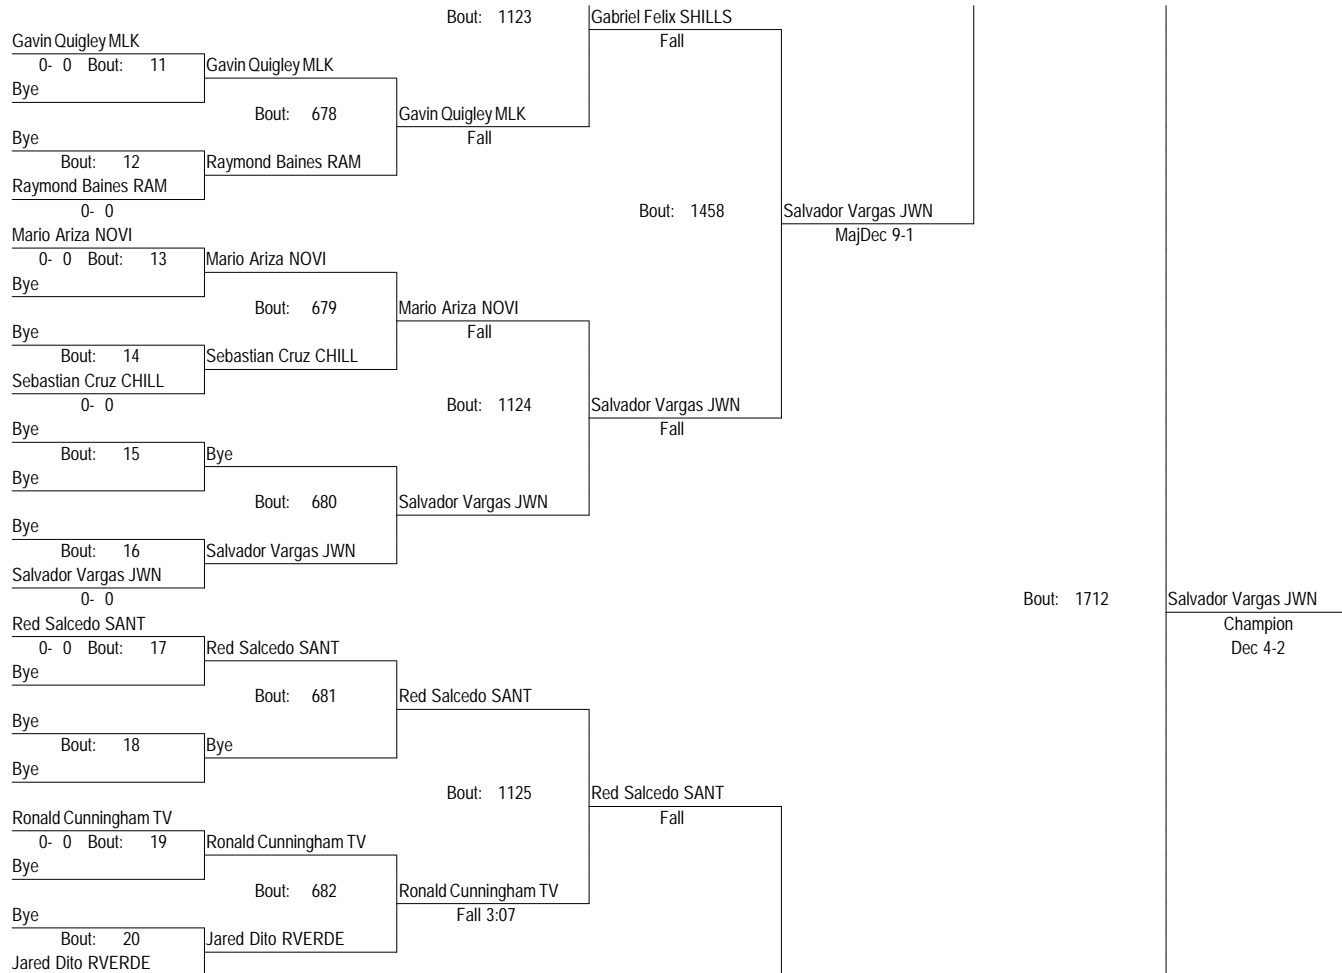 Bout: 1123 Gabriel Felix SHILLS
Gavin Quigley MLK Fall
0- 0 Bout: 11 Gavin Quigley MLK
Bye
Bout: 678 Gavin Quigley MLK
Bye Fall
Bout: 12 Raymond Baines RAM
Raymond Baines RAM
0- 0 Bout: 1458 Salvador Vargas JWN
Mario Ariza NOVI MajDec 9-1
0- 0 Bout: 13 Mario Ariza NOVI
Bye
Bout: 679 Mario Ariza NOVI
Bye Fall
Bout: 14 Sebastian Cruz CHILL
Sebastian Cruz CHILL
0- 0 Bout: 1124 Salvador Vargas JWN
Bye Fall
Bout: 15 Bye
Bye
Bout: 680 Salvador Vargas JWN
Bye
Bout: 16 Salvador Vargas JWN
Salvador Vargas JWN
0- 0 Bout: 1712 Salvador Vargas JWN
Red Salcedo SANT Champion
0- 0 Bout: 17 Red Salcedo SANT Dec 4-2
Bye
Bout: 681 Red Salcedo SANT
Bye
Bout: 18 Bye
Bye
Bout: 1125 Red Salcedo SANT
Ronald Cunningham TV Fall
0- 0 Bout: 19 Ronald Cunningham TV
Bye
Bout: 682 Ronald Cunningham TV
Bye Fall 3:07
Bout: 20 Jared Dito RVERDE
Jared Dito RVERDE